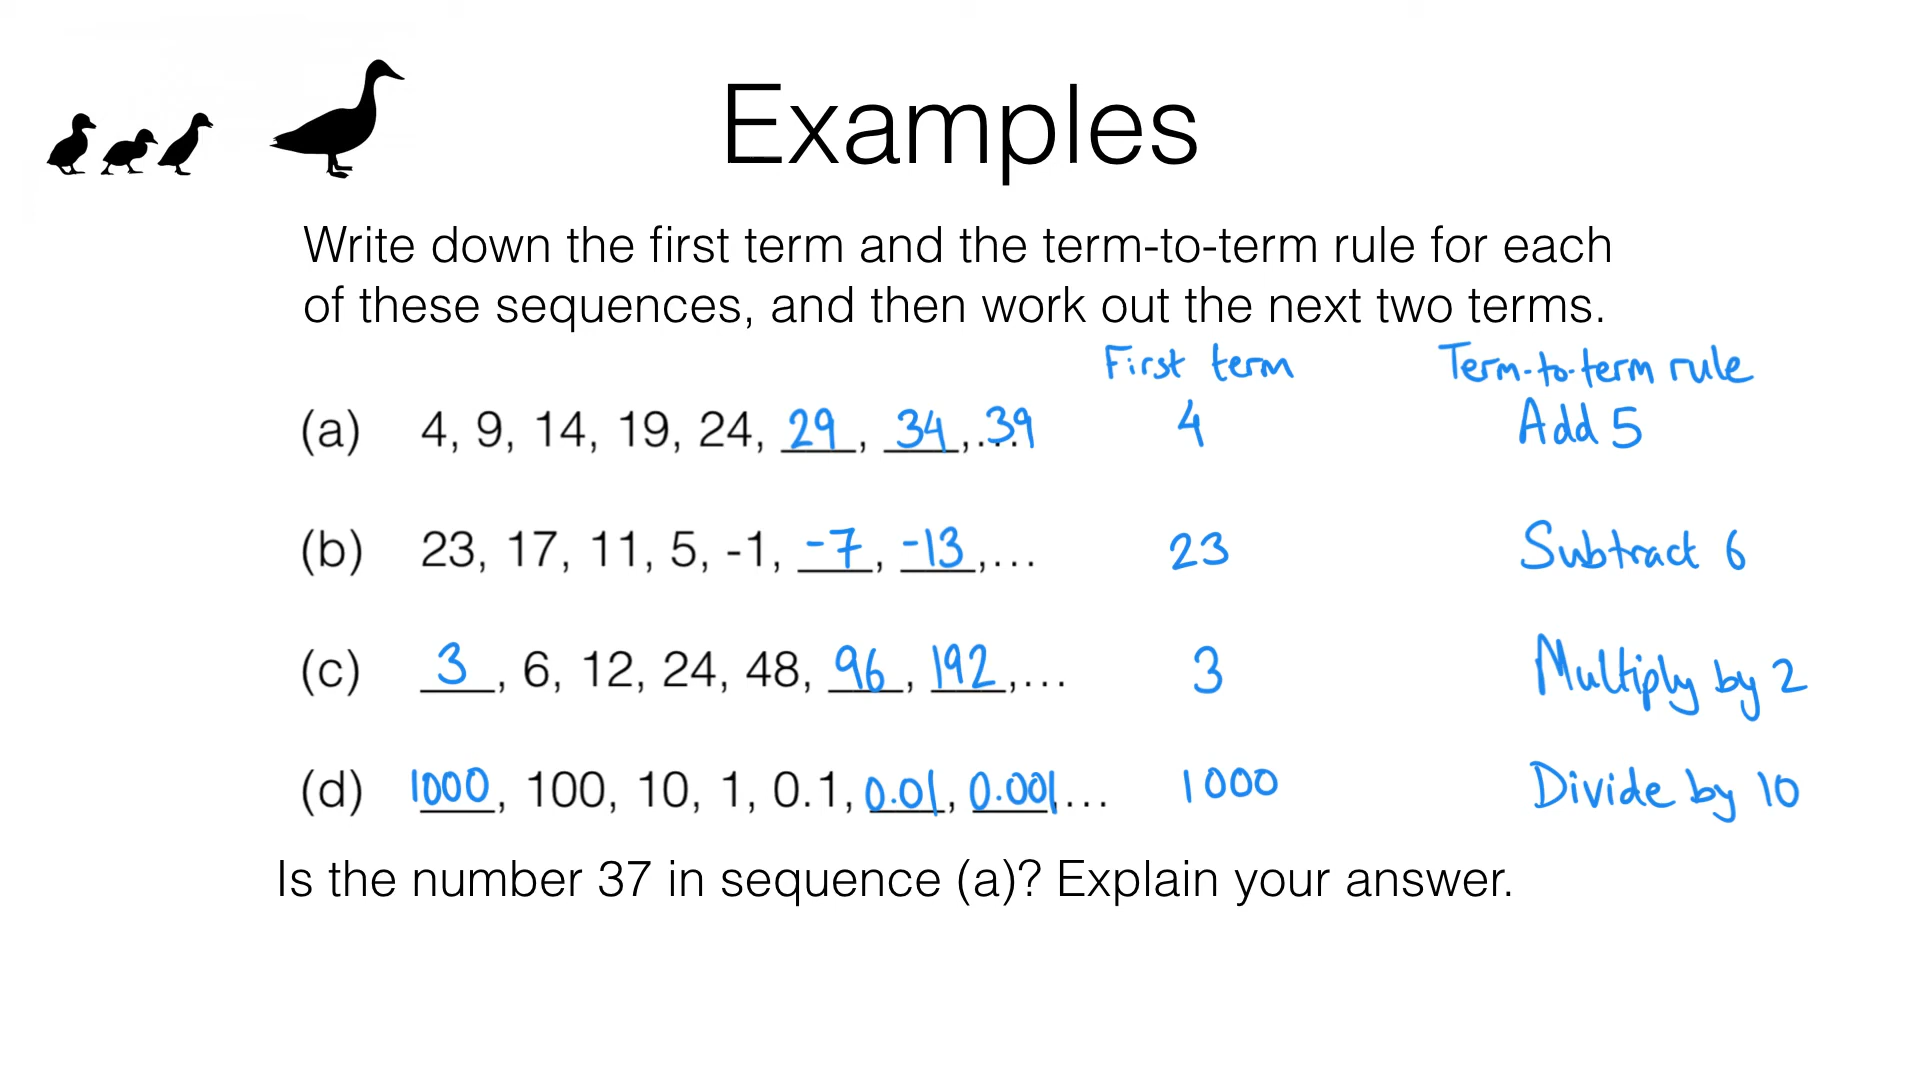 Examples
Write down the first term and the term-to-term rule for each
of these sequences, and then work out the next two terms.
First term Term-to-term rule
(a) 4, 9, 14, 19, 24, 29, 34, 39 4 Add 5
(b) 23, 17, 11, 5, -1, -7, -13,... 23 Subtract 6
(c) 3, 6, 12, 24, 48, 96, 192,... 3 Multiply by 2
(d) 1000, 100, 10, 1, 0.1, 0.01, 0.001,... 1000 Divide by 10
Is the number 37 in sequence (a)? Explain your answer.